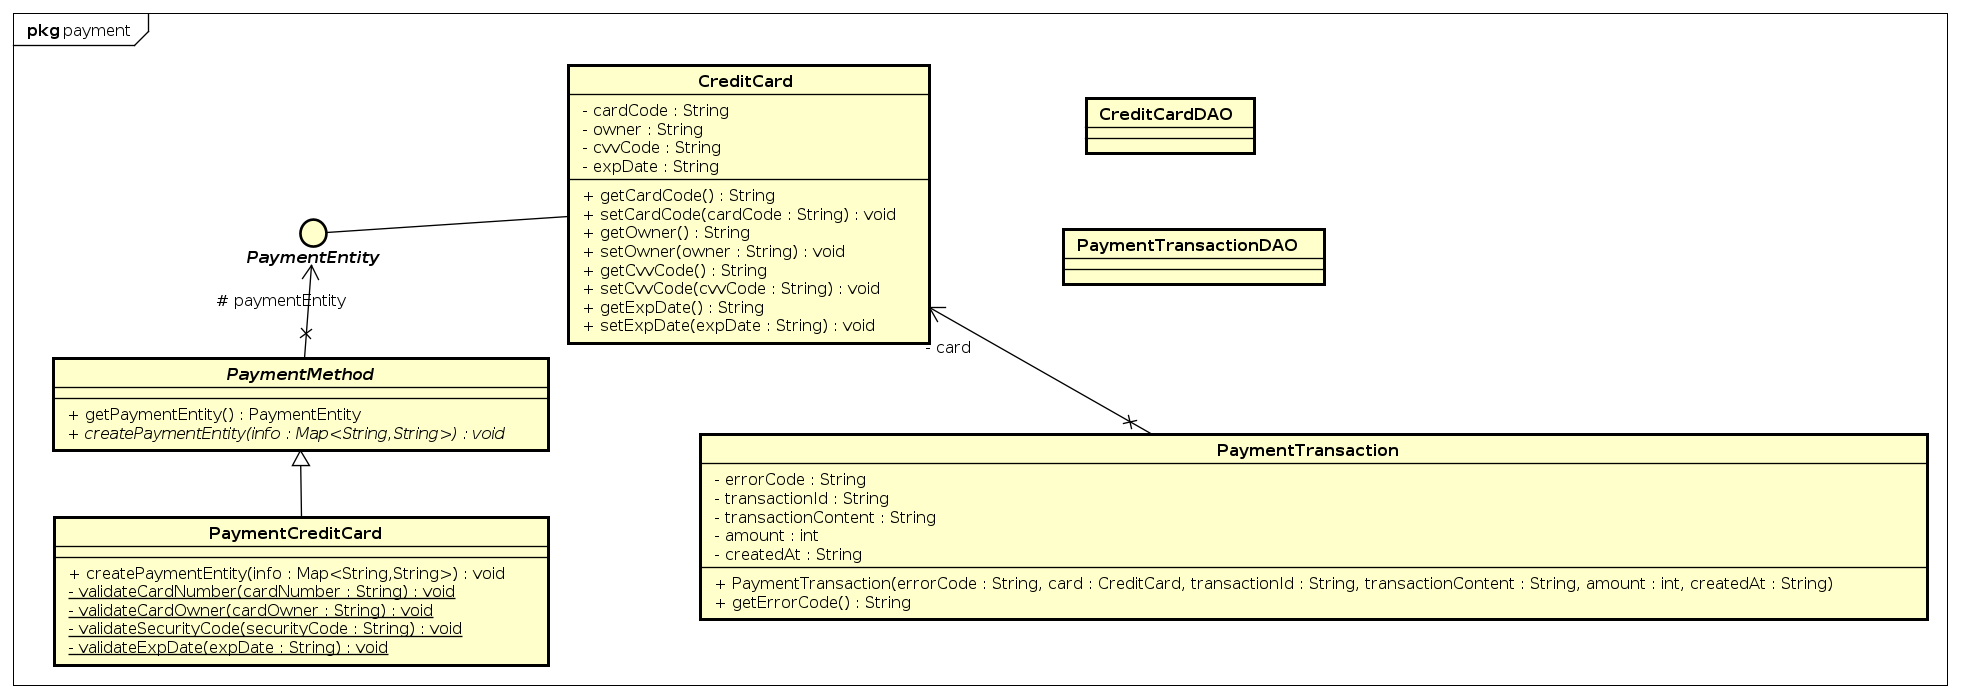 pkg payment
CreditCard
- cardCode : String
- owner : String
- cvvCode : String
- expDate : String
+ getCardCode() : String
+ setCardCode(cardCode : String) : void
+ getOwner() : String
+ setOwner(owner : String) : void
+ getCvvCode() : String
+ setCvvCode(cvvCode : String) : void
+ getExpDate() : String
+ setExpDate(expDate : String) : void
CreditCardDAO
PaymentTransactionDAO
PaymentEntity
# paymentEntity
- card
PaymentMethod
+ getPaymentEntity() : PaymentEntity
+ createPaymentEntity(info : Map<String,String>) : void
PaymentCreditCard
+ createPaymentEntity(info : Map<String,String>) : void
- validateCardNumber(cardNumber : String) : void
- validateCardOwner(cardOwner : String) : void
- validateSecurityCode(securityCode : String) : void
- validateExpDate(expDate : String) : void
PaymentTransaction
- errorCode : String
- transactionId : String
- transactionContent : String
- amount : int
- createdAt : String
+ PaymentTransaction(errorCode : String, card : CreditCard, transactionId : String, transactionContent : String, amount : int, createdAt : String)
+ getErrorCode() : String